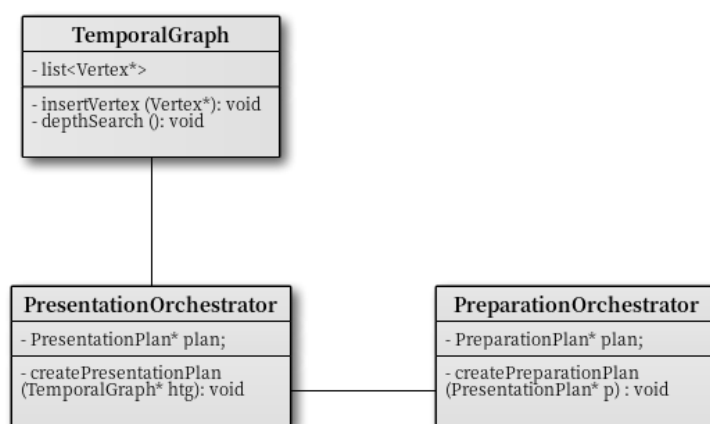 TemporalGraph
- list<Vertex*>
- insertVertex (Vertex*): void
- depthSearch (): void
PresentationOrchestrator
- PresentationPlan* plan;
- createPresentationPlan
(TemporalGraph* htg): void
PreparationOrchestrator
- PreparationPlan* plan;
- createPreparationPlan
(PresentationPlan* p) : void